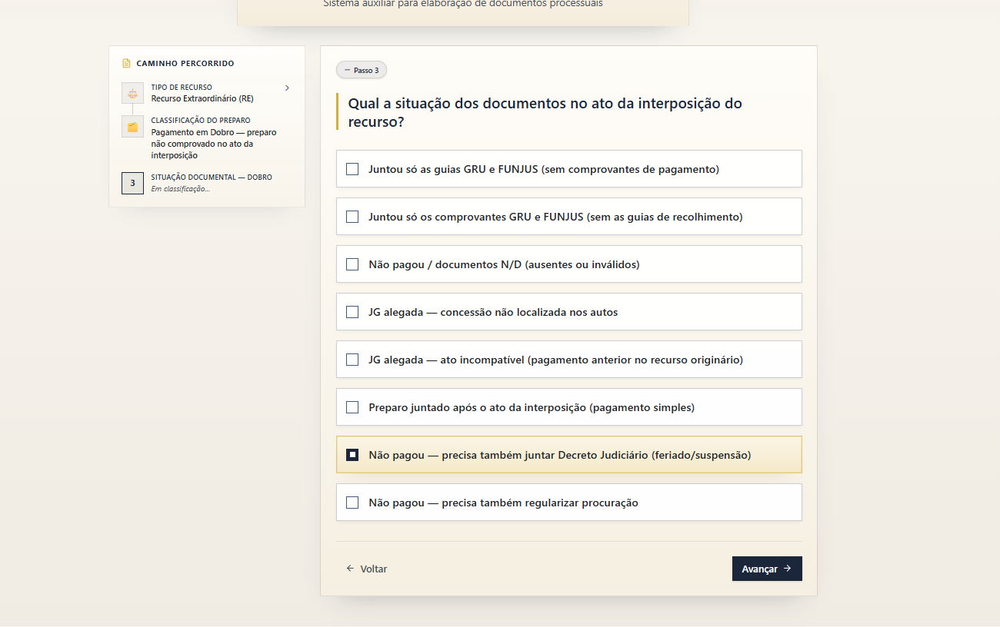 Sistema auxiliar para elaboração de documentos processuais
CAMINHO PERCORRIDO
TIPO DE RECURSO
Recurso Extraordinário (RE)
CLASSIFICAÇÃO DO PREPARO
Pagamento em Dobro — preparo
não comprovado no ato da
interposição
3
SITUAÇÃO DOCUMENTAL — DOBRO
Em classificação...
Passo 3
Qual a situação dos documentos no ato da interposição do
recurso?
Juntou só as guias GRU e FUNJUS (sem comprovantes de pagamento)
Juntou só os comprovantes GRU e FUNJUS (sem as guias de recolhimento)
Não pagou / documentos N/D (ausentes ou inválidos)
JG alegada — concessão não localizada nos autos
JG alegada — ato incompatível (pagamento anterior no recurso originário)
Preparo juntado após o ato da interposição (pagamento simples)
Não pagou — precisa também juntar Decreto Judiciário (feriado/suspensão)
Não pagou — precisa também regularizar procuração
← Voltar
Avançar →